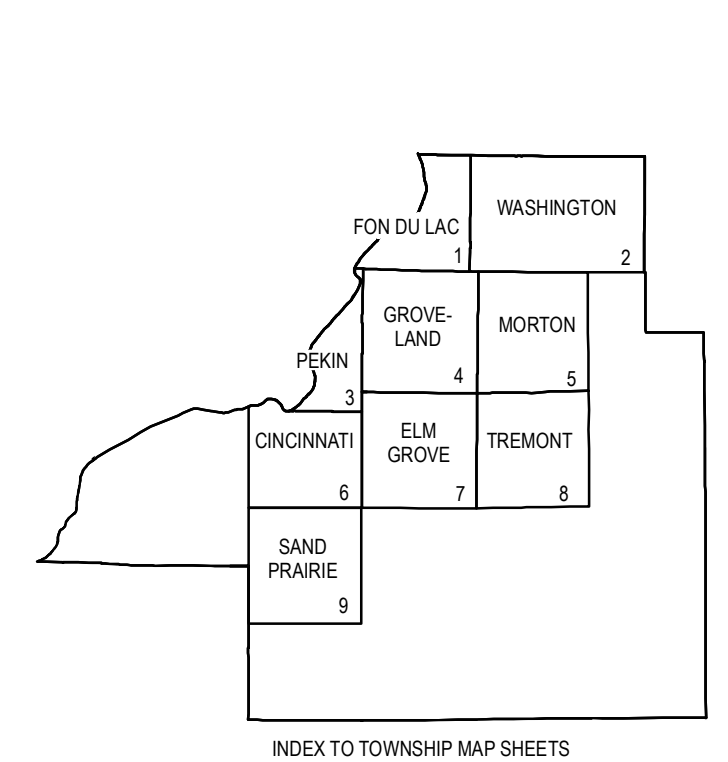 FON DU LAC
1
WASHINGTON
2
PEKIN
3
GROVE-
LAND
4
MORTON
5
CINCINNATI
6
ELM
GROVE
7
TREMONT
8
SAND
PRAIRIE
9
INDEX TO TOWNSHIP MAP SHEETS